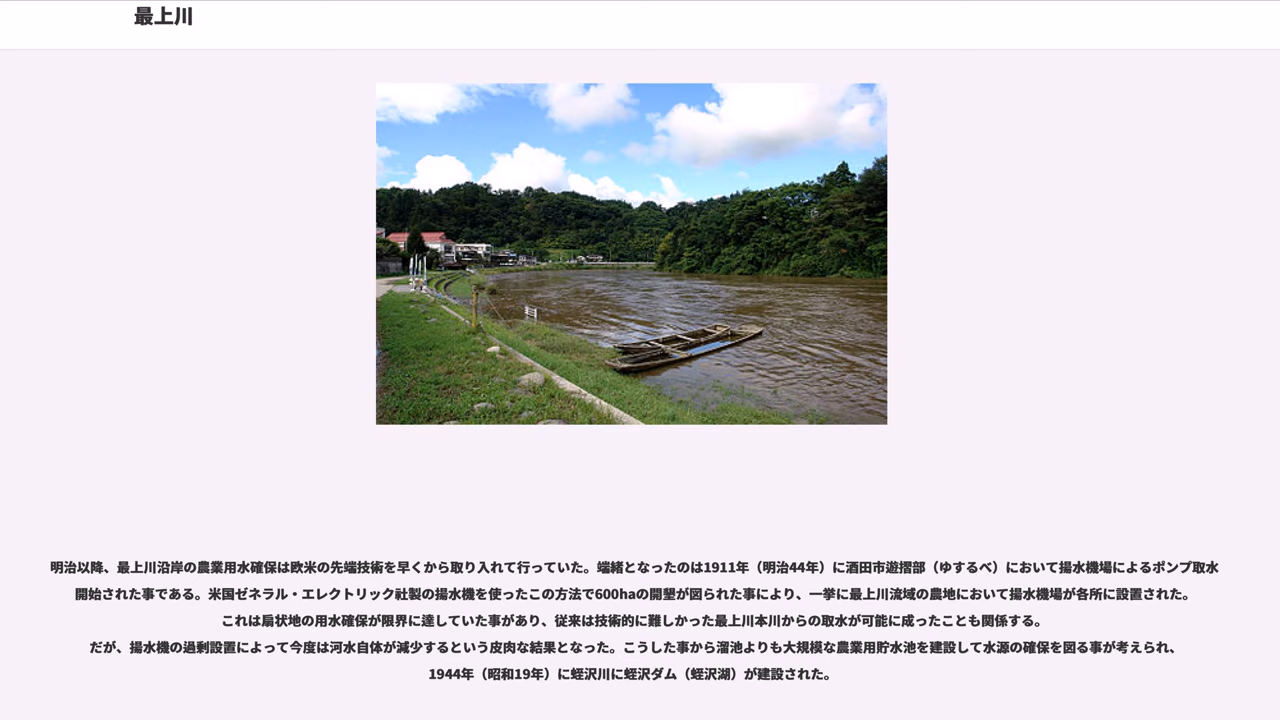 最上川
明治以降、最上川沿岸の農業用水確保は欧米の先端技術を早くから取り入れて行っていた。端緒となったのは1911年（明治44年）に酒田市遊摺部（ゆするべ）において揚水機場によるポンプ取水
開始された事である。米国ゼネラル・エレクトリック社製の揚水機を使ったこの方法で600haの開墾が図られた事により、一挙に最上川流域の農地において揚水機場が各所に設置された。
これは扇状地の用水確保が限界に達していた事があり、従来は技術的に難しかった最上川本川からの取水が可能に成ったことも関係する。
だが、揚水機の過剰設置によって今度は河水自体が減少するという皮肉な結果となった。こうした事から溜池よりも大規模な農業用貯水池を建設して水源の確保を図る事が考えられ、
1944年（昭和19年）に蛭沢川に蛭沢ダム（蛭沢湖）が建設された。